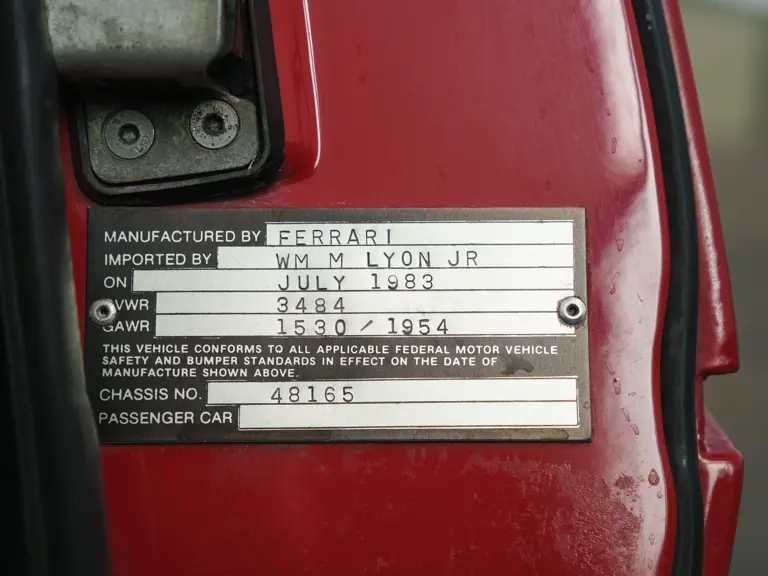 MANUFACTURED BY FERRARI
IMPORTED BY WM M LYON JR
ON JULY 1983
GVWR 3484
GAWR 1530 / 1954
THIS VEHICLE CONFORMS TO ALL APPLICABLE FEDERAL MOTOR VEHICLE
SAFETY AND BUMPER STANDARDS IN EFFECT ON THE DATE OF
MANUFACTURE SHOWN ABOVE.
CHASSIS NO. 48165
PASSENGER CAR